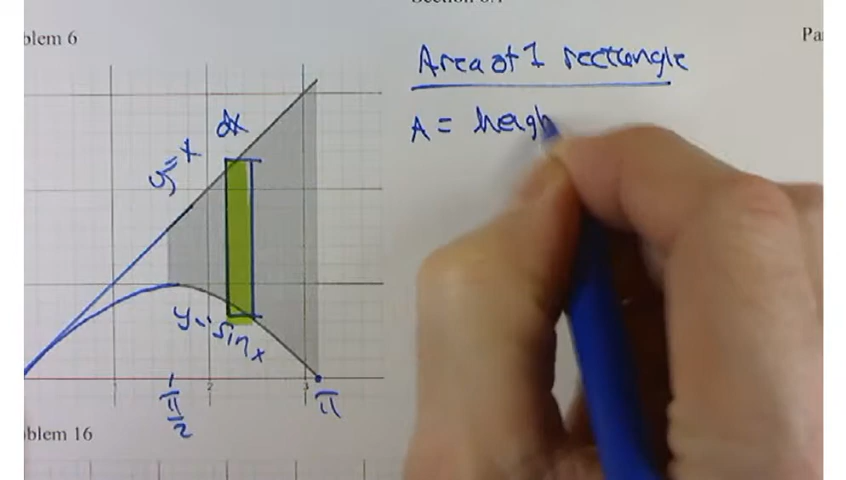 blem 6
Pa
Area of 1 rectangle
A = heigh
dx
y = x
y = sin x
1
2
3
π/2
π
blem 16